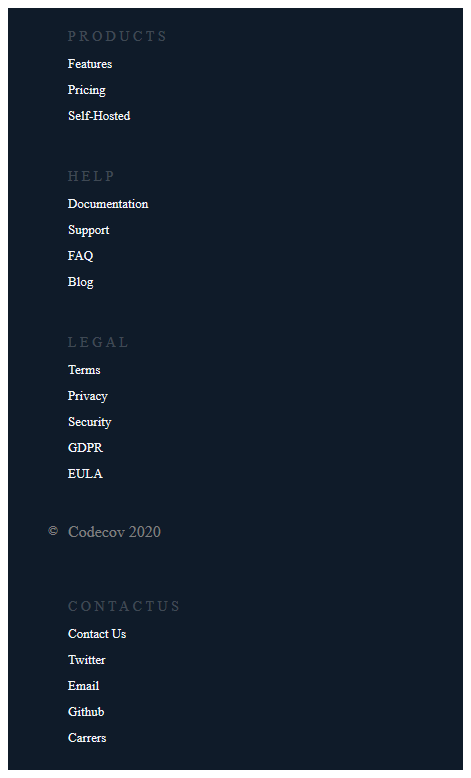 PRODUCTS
Features
Pricing
Self-Hosted
HELP
Documentation
Support
FAQ
Blog
LEGAL
Terms
Privacy
Security
GDPR
EULA
© Codecov 2020
CONTACTUS
Contact Us
Twitter
Email
Github
Carrers